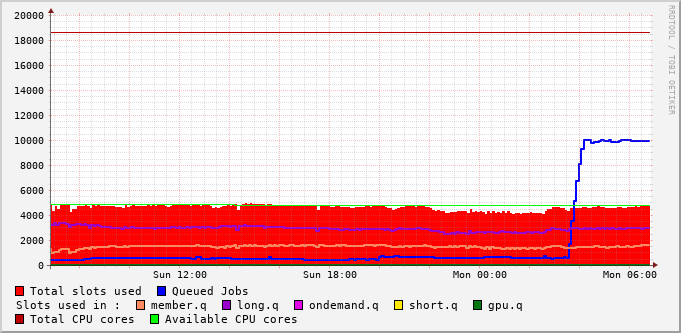 20000
18000
16000
14000
12000
10000
8000
6000
4000
2000
0
Sun 12:00 Sun 18:00 Mon 00:00 Mon 06:00
Total slots used Queued Jobs
Slots used in : member.q long.q ondemand.q short.q gpu.q
Total CPU cores Available CPU cores
RRDTOOL / TOBI OETIKER